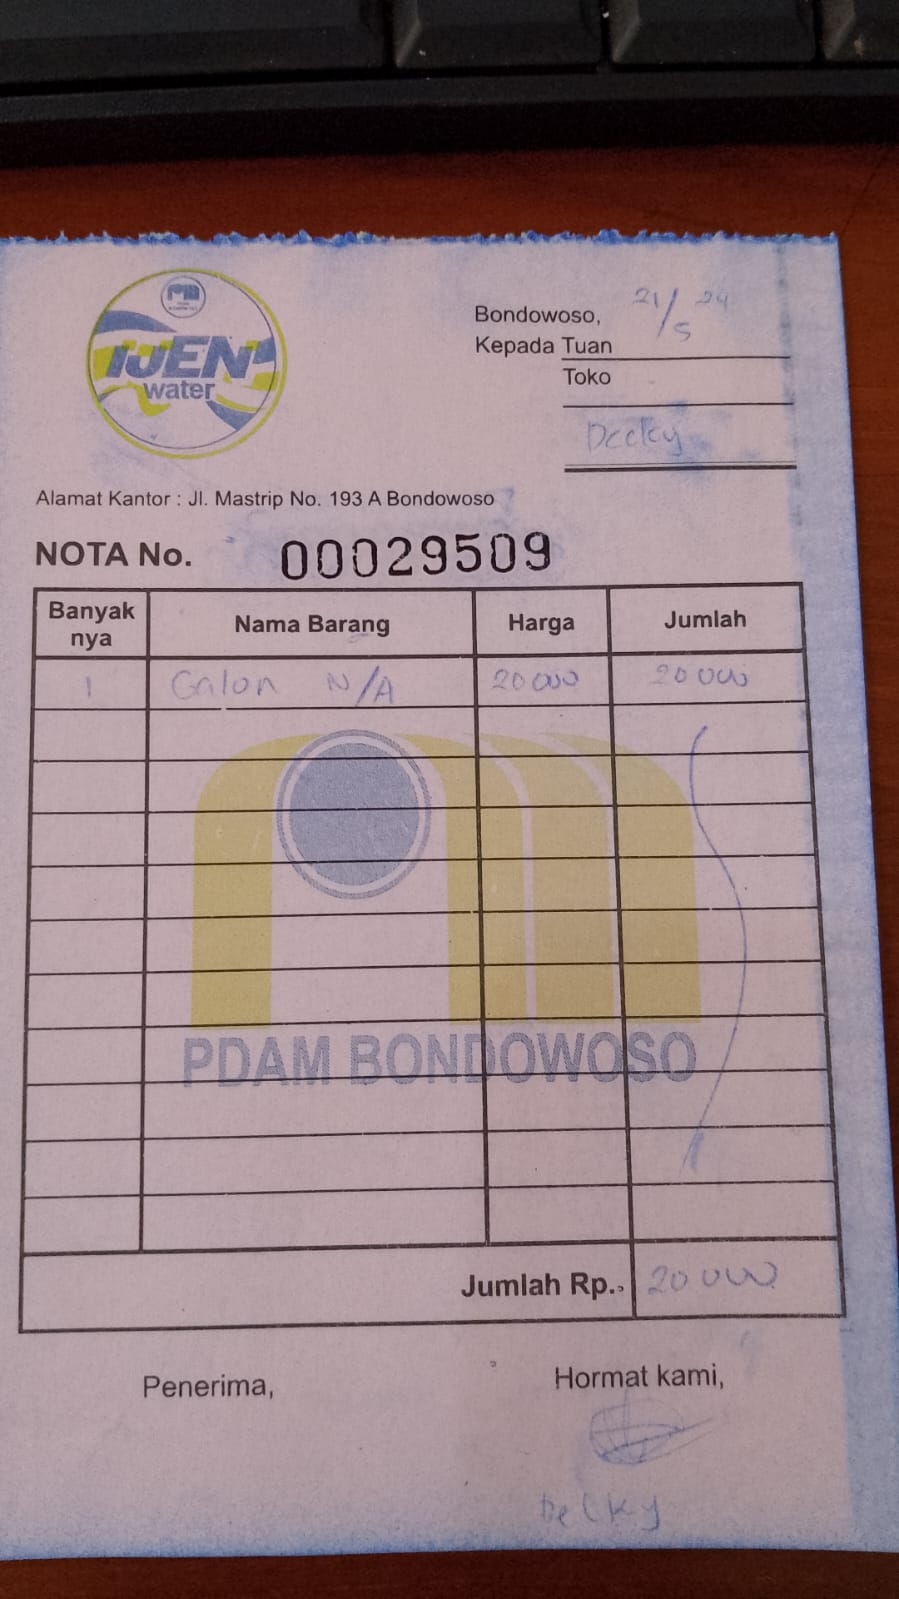 IJEN
water
Bondowoso, 21/5 24
Kepada Tuan
Toko
Decky
Alamat Kantor : Jl. Mastrip No. 193 A Bondowoso
NOTA No. 00029509
Banyak nya Nama Barang Harga Jumlah
1 Galon N/A 20 000 20 000
PDAM BONDOWOSO
Jumlah Rp. 20 000
Penerima, Hormat kami,
Decky